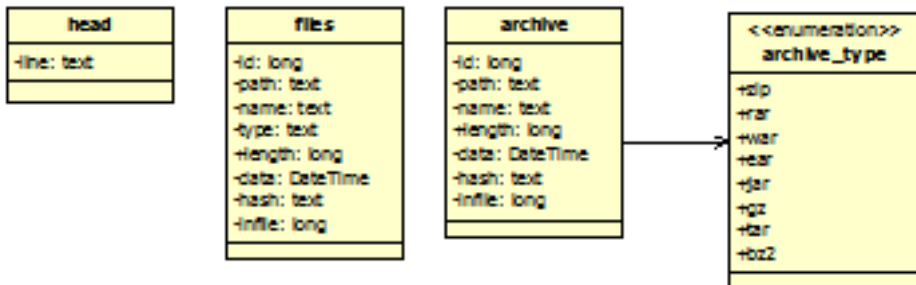 head
-line: text
files
-id: long
-path: text
-name: text
-type: text
+length: long
-data: DateTime
-hash: text
-infile: long
archive
-id: long
-path: text
-name: text
+length: long
-data: DateTime
-hash: text
-infile: long
<<enumeration>>
archive_type
+zip
+rar
+war
+ear
+jar
+gz
+tar
+bz2